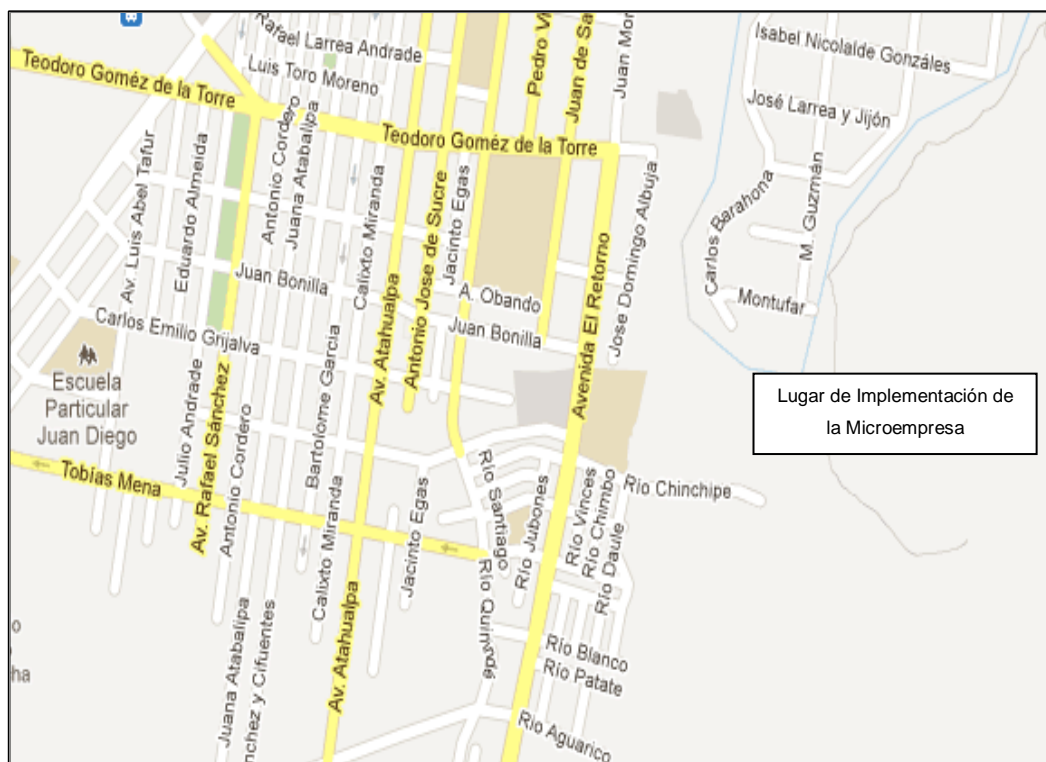 Rafael Larrea Andrade
Luis Toro Moreno
Teodoro Goméz de la Torre
Teodoro Goméz de la Torre
Pedro Vi
Juan de Sa
Juan Mor
Isabel Nicolalde Gonzáles
José Larrea y Jijón
Av. Luis Abel Tafur
Eduardo Almeida
Antonio Cordero
Juana Atabalipa
Calixto Miranda
Av. Atahualpa
Antonio Jose de Sucre
Jacinto Egas
Jose Domingo Albuja
Carlos Barahona
M. Guzmán
Montufar
A. Obando
Juan Bonilla
Juan Bonilla
Carlos Emilio Grijalva
Avenida El Retorno
Escuela
Particular
Juan Diego
Julio Andrade
Av. Rafael Sánchez
Antonio Cordero
Bartolome García
Calixto Miranda
Tobías Mena
Lugar de Implementación de
la Microempresa
Jacinto Egas
Río Santiago
Río Jubones
Río Vinces
Río Chimbo
Río Daule
Río Chinchipe
Río Quinindé
Río Blanco
Río Patate
Río Aguarico
Av. Atahualpa
Juana Atabalipa
nchez y Cifuentes
o
ha